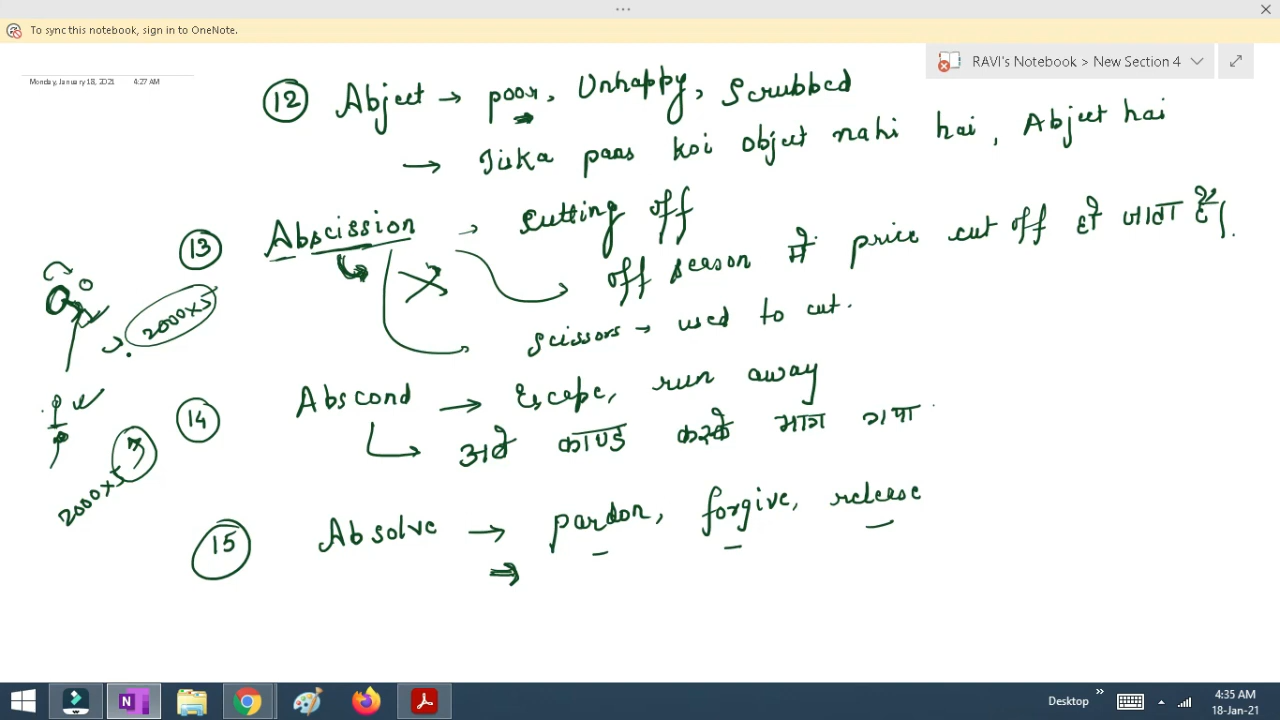 To sync this notebook, sign in to OneNote.
Monday, January 18, 2021 4:27 AM
RAVI's Notebook > New Section 4
12 Abject → poor, Unhappy, Scrubbed
→ Jiska paas koi object nahi hai, Abject hai
13 Abscission → Cutting off
off season में price cut off हो जाता है।
2000x5
scissors → used to cut.
14 Abscond → Escape, run away
काण्ड करके भाग गया
2000x5
15 Absolve → pardon, forgive, release
⇒
Desktop
4:35 AM
18-Jan-21